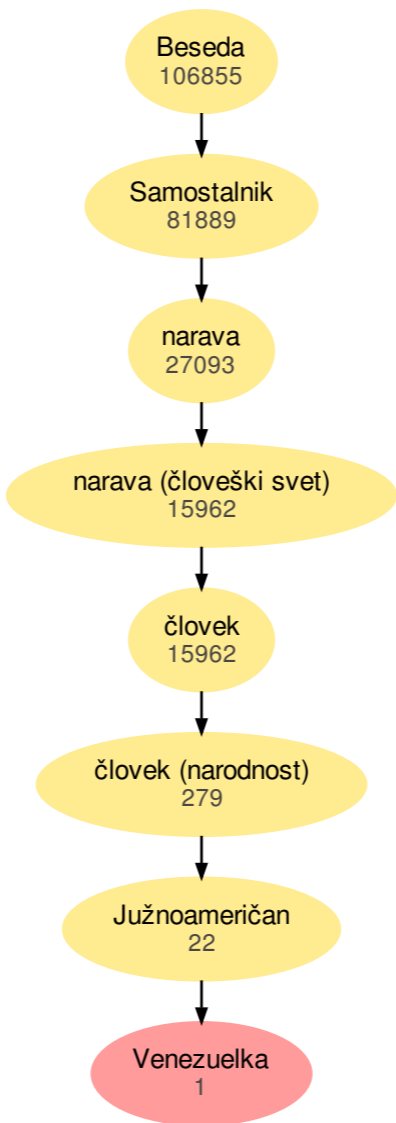 Beseda
106855
Samostalnik
81889
narava
27093
narava (človeški svet)
15962
človek
15962
človek (narodnost)
279
Južnoameričan
22
Venezuelka
1